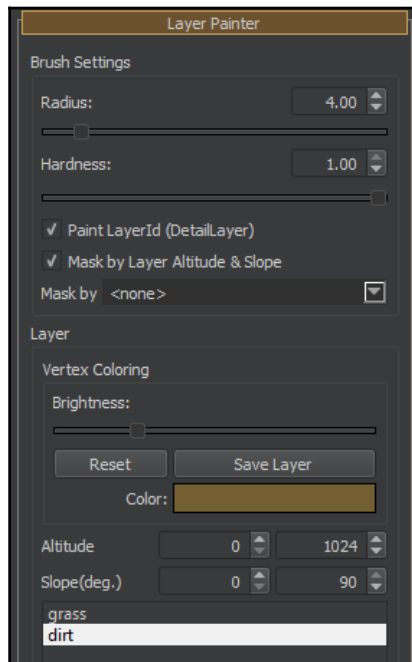 Layer Painter
Brush Settings
Radius: 4.00
Hardness: 1.00
Paint LayerId (DetailLayer)
Mask by Layer Altitude & Slope
Mask by <none>
Layer
Vertex Coloring
Brightness:
Reset Save Layer
Color:
Altitude 0 1024
Slope(deg.) 0 90
grass
dirt